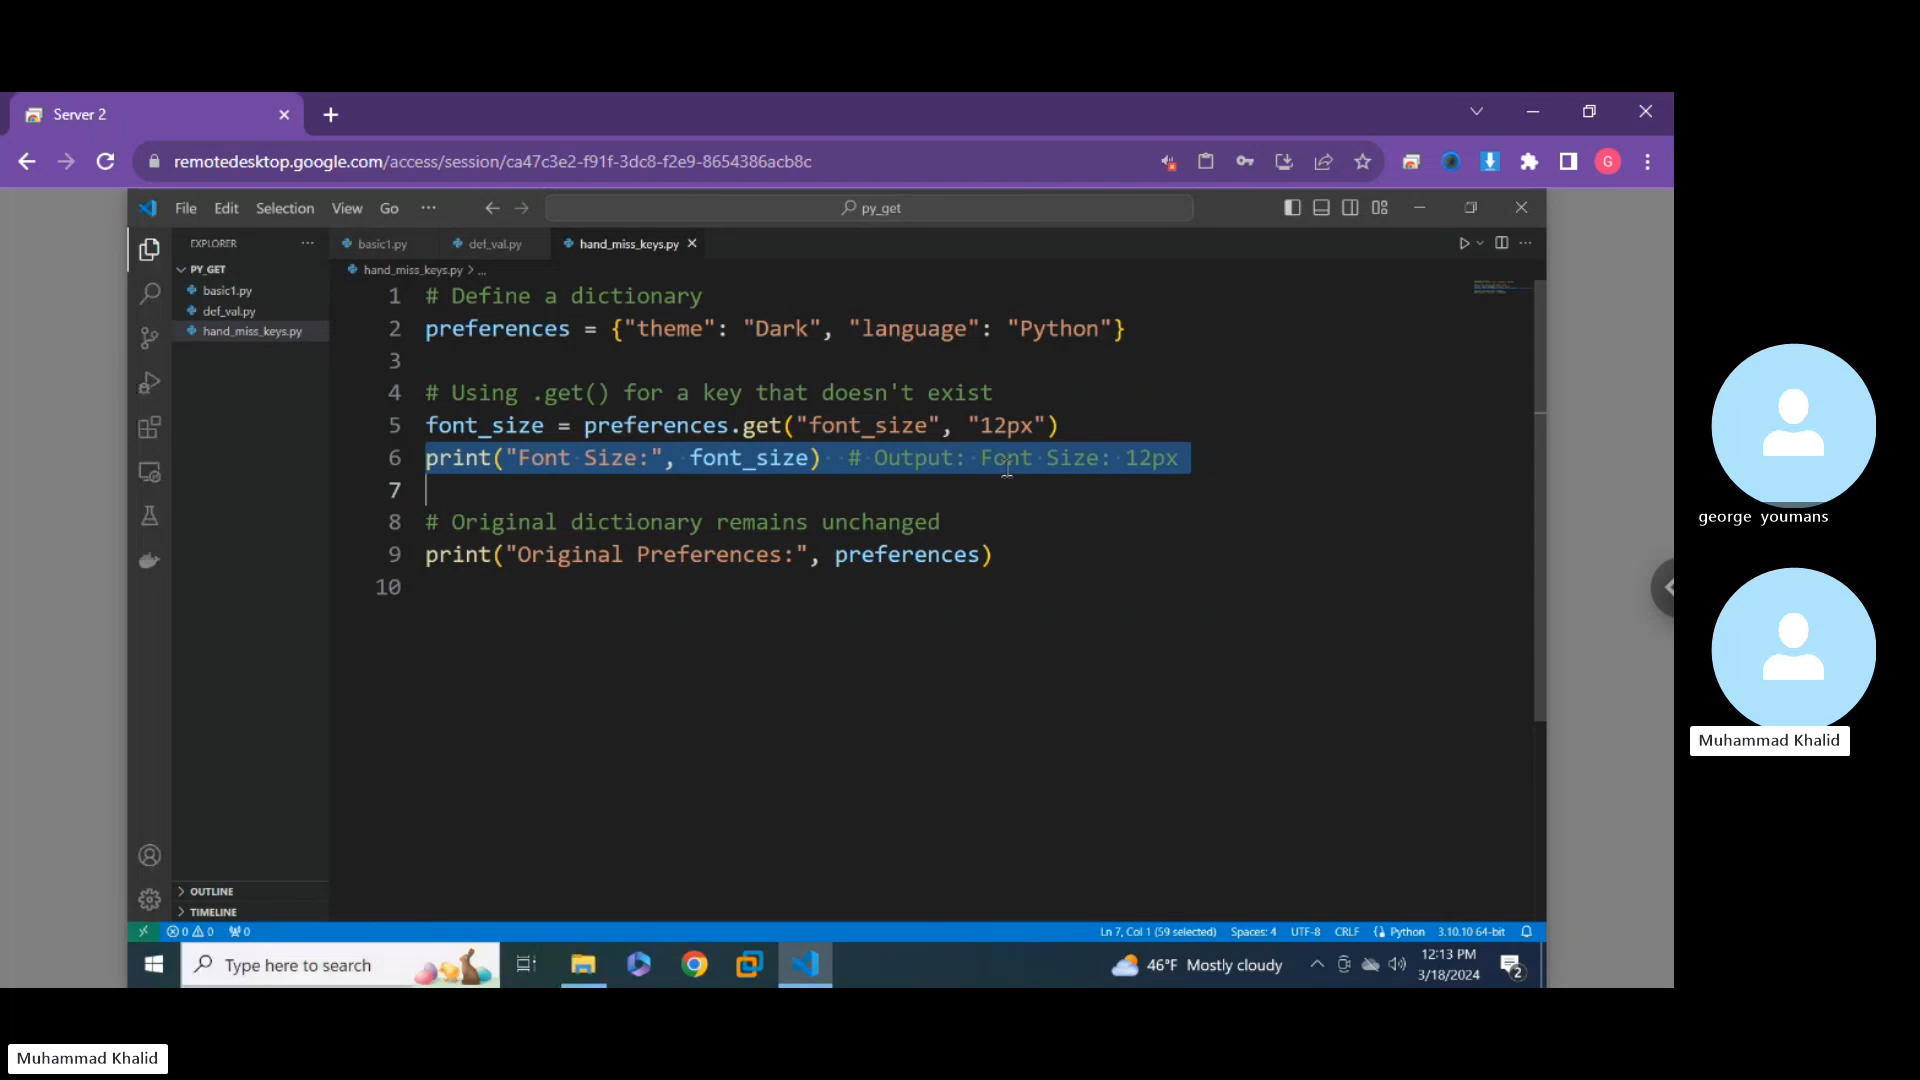 Server 2
remotedesktop.google.com/access/session/ca47c3e2-f91f-3dc8-f2e9-8654386acb8c
G
File Edit Selection View Go ··· py_get
EXPLORER ···
PY_GET
basic1.py
def_val.py
hand_miss_keys.py
OUTLINE
TIMELINE
basic1.py def_val.py hand_miss_keys.py
hand_miss_keys.py > ...
1 # Define a dictionary
2 preferences = {"theme": "Dark", "language": "Python"}
3
4 # Using .get() for a key that doesn't exist
5 font_size = preferences.get("font_size", "12px")
6 print("Font Size:", font_size)  # Output: Font Size: 12px
7
8 # Original dictionary remains unchanged
9 print("Original Preferences:", preferences)
10
0 0 0 Ln 7, Col 1 (59 selected) Spaces: 4 UTF-8 CRLF Python 3.10.10 64-bit
Type here to search 46°F Mostly cloudy 12:13 PM
3/18/2024 2
george youmans
Muhammad Khalid
Muhammad Khalid